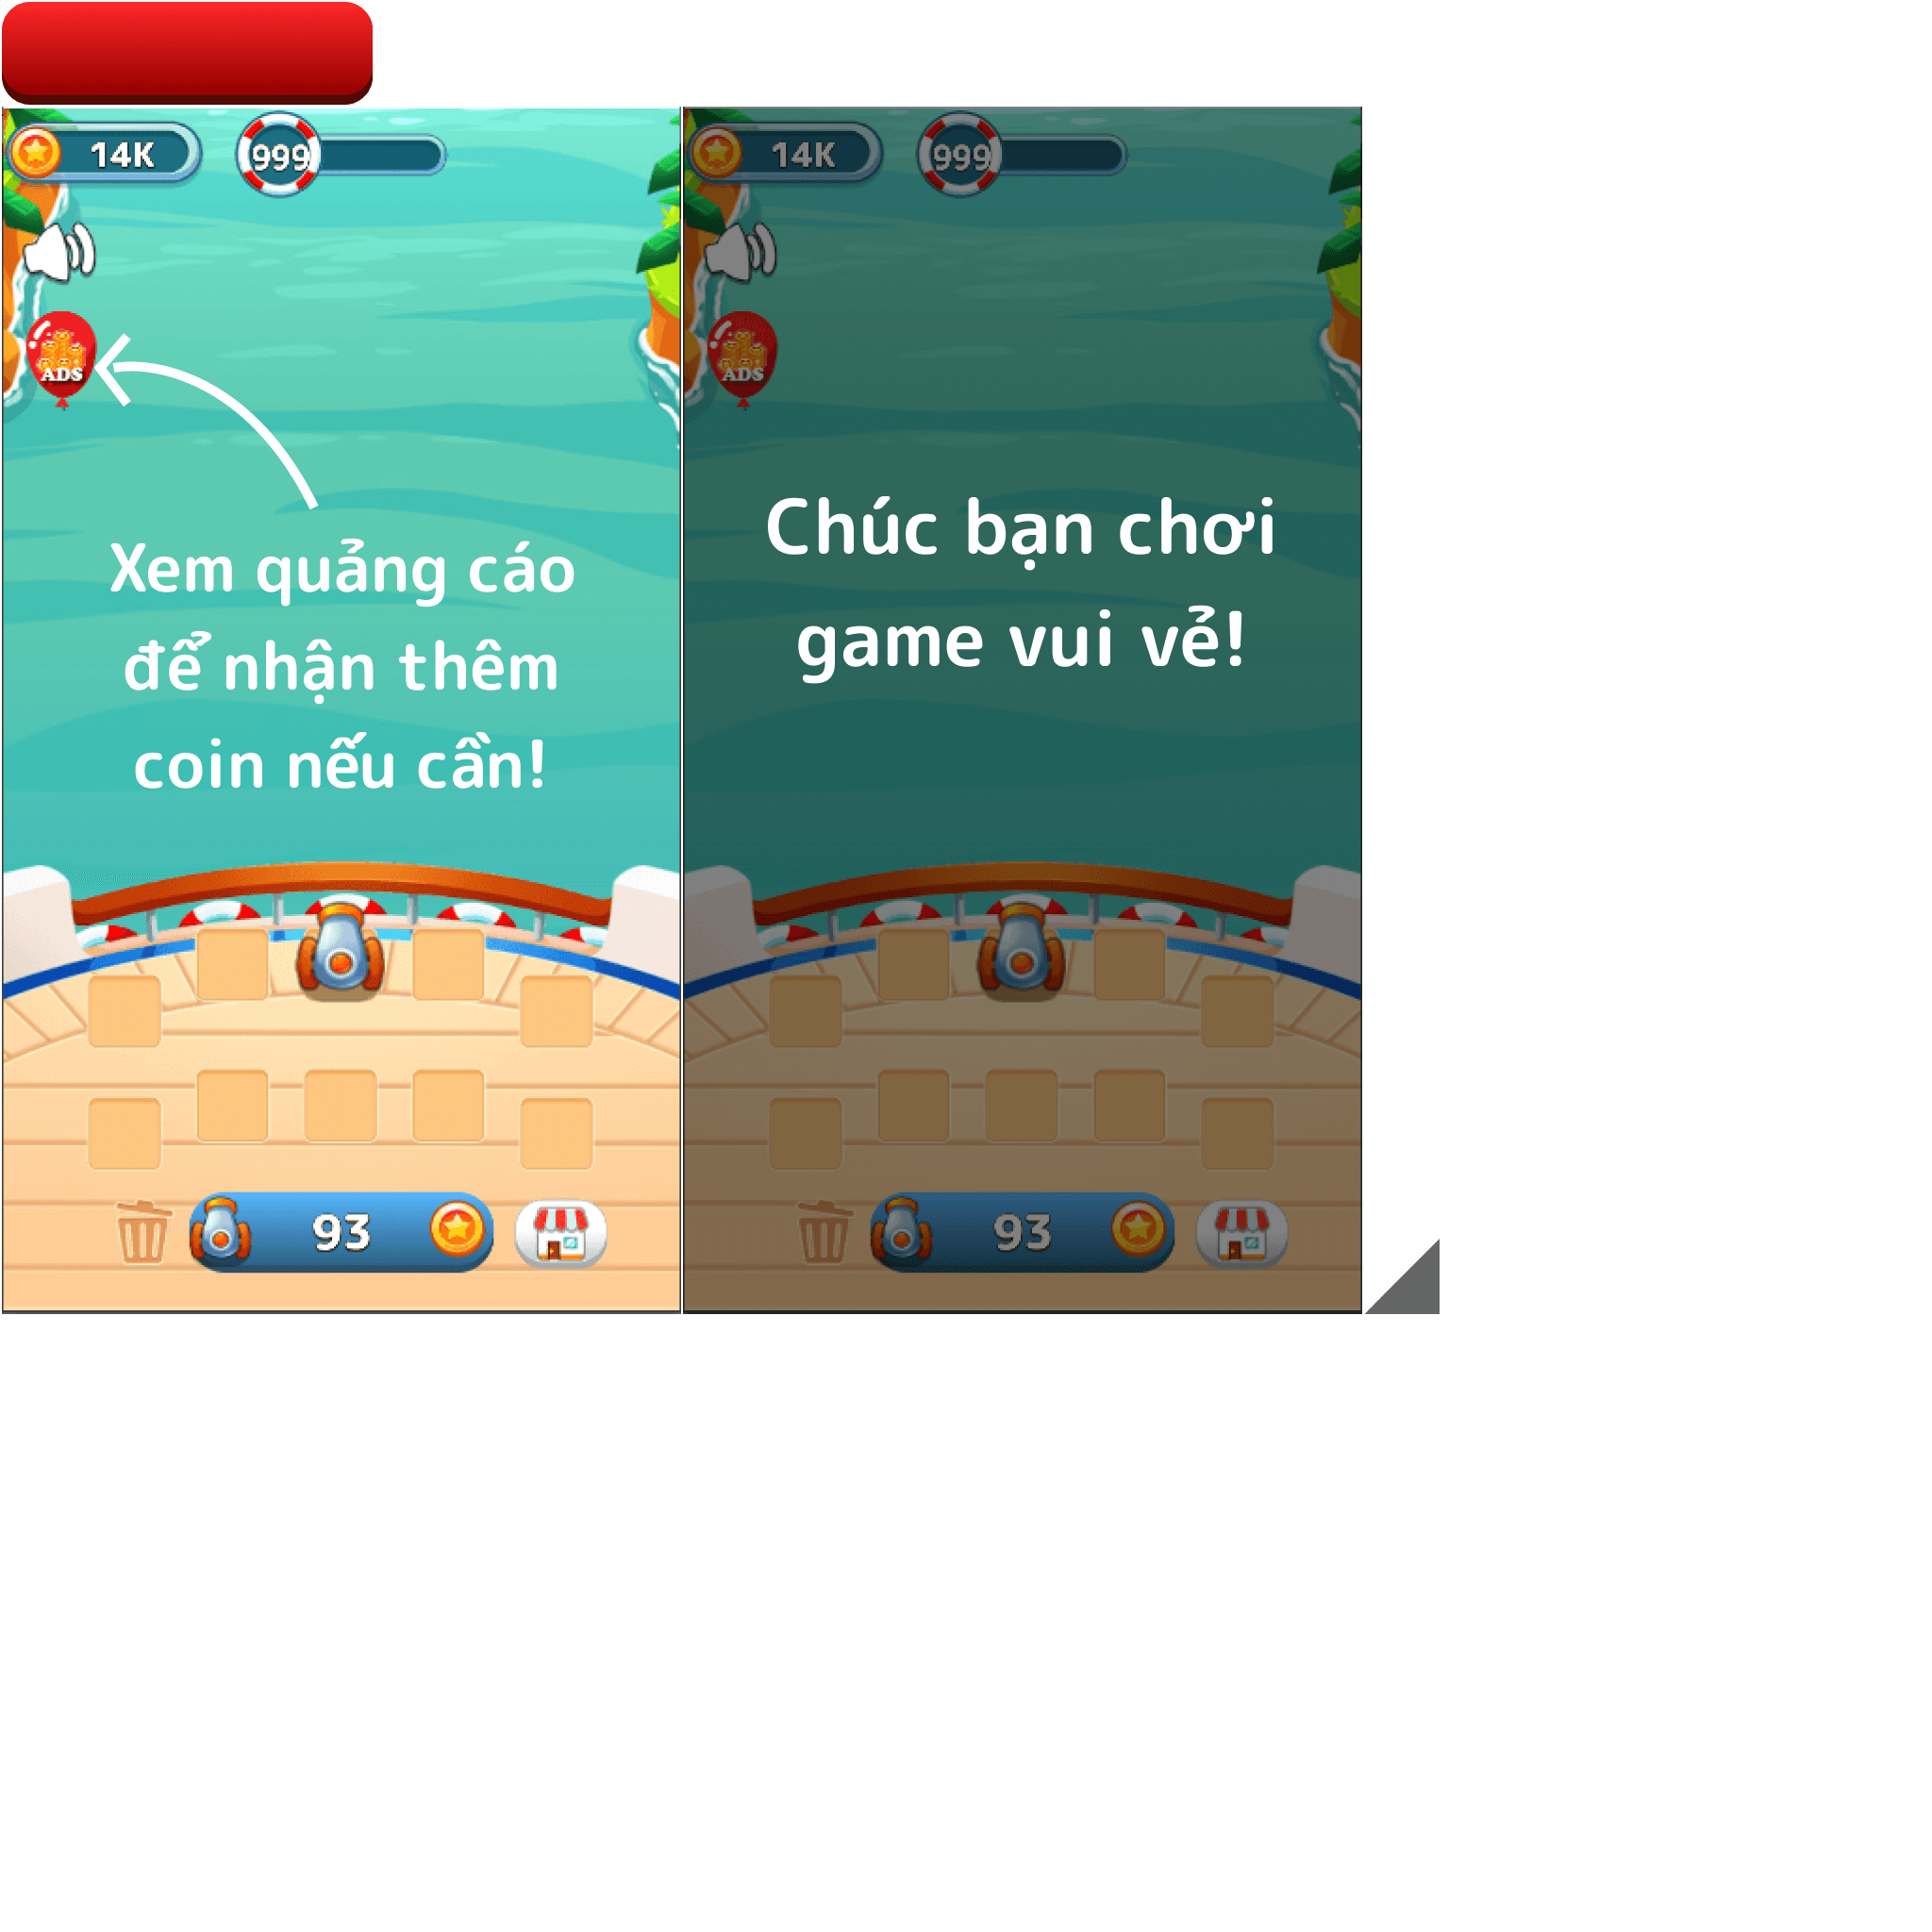 14K
999
ADS
Xem quảng cáo
để nhận thêm
coin nếu cần!
93
14K
999
ADS
Chúc bạn chơi
game vui vẻ!
93